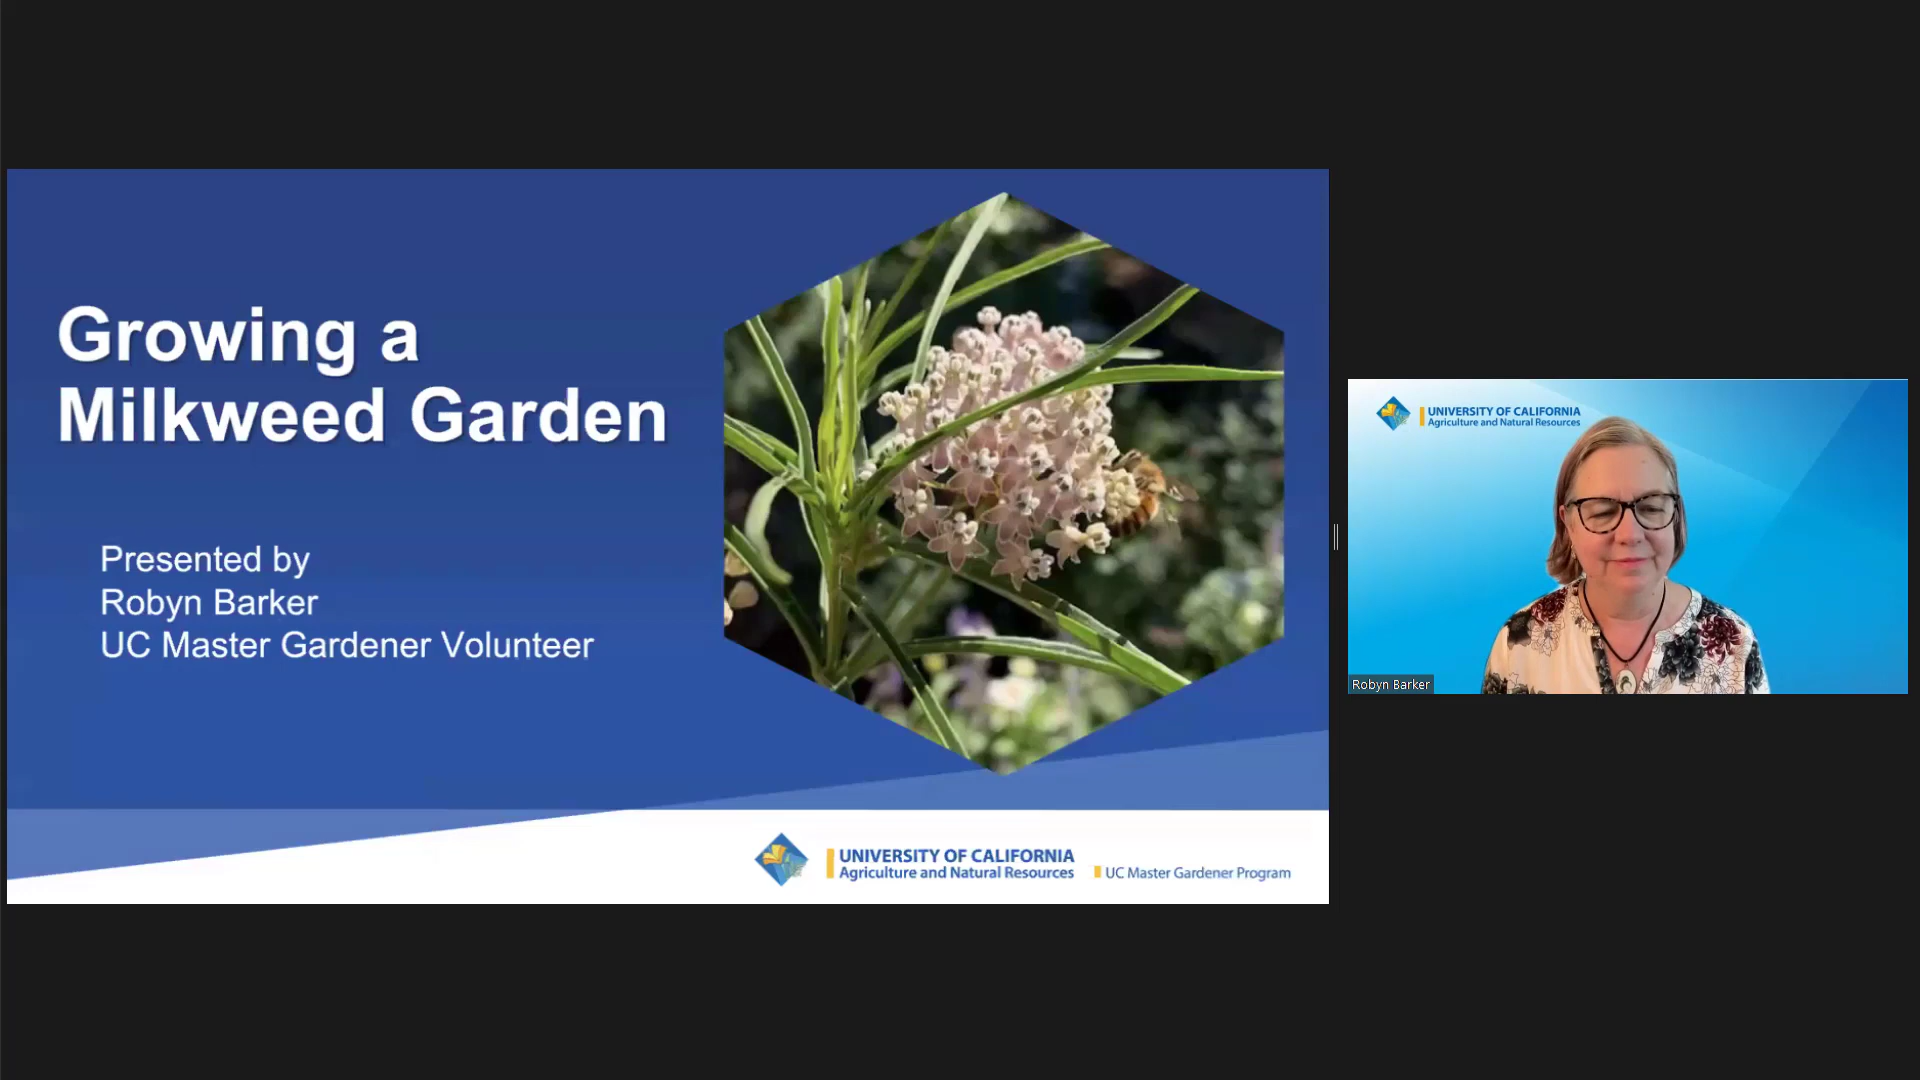 Growing a
Milkweed Garden
Presented by
Robyn Barker
UC Master Gardener Volunteer
UNIVERSITY OF CALIFORNIA
Agriculture and Natural Resources
UC Master Gardener Program
UNIVERSITY OF CALIFORNIA
Agriculture and Natural Resources
Robyn Barker